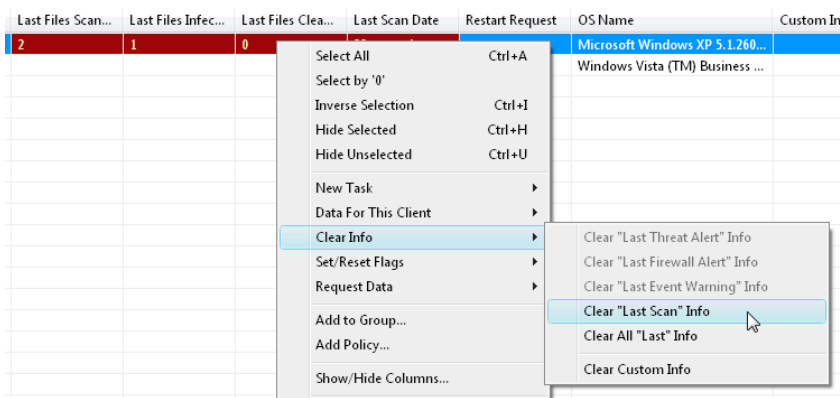 Last Files Scan... Last Files Infec... Last Files Clea... Last Scan Date Restart Request OS Name Custom In
2 1 0 Microsoft Windows XP 5.1.260...
Windows Vista (TM) Business ...
Select All Ctrl+A
Select by '0'
Inverse Selection Ctrl+I
Hide Selected Ctrl+H
Hide Unselected Ctrl+U
New Task
Data For This Client
Clear Info
Set/Reset Flags
Request Data
Add to Group...
Add Policy...
Show/Hide Columns...
Clear "Last Threat Alert" Info
Clear "Last Firewall Alert" Info
Clear "Last Event Warning" Info
Clear "Last Scan" Info
Clear All "Last" Info
Clear Custom Info